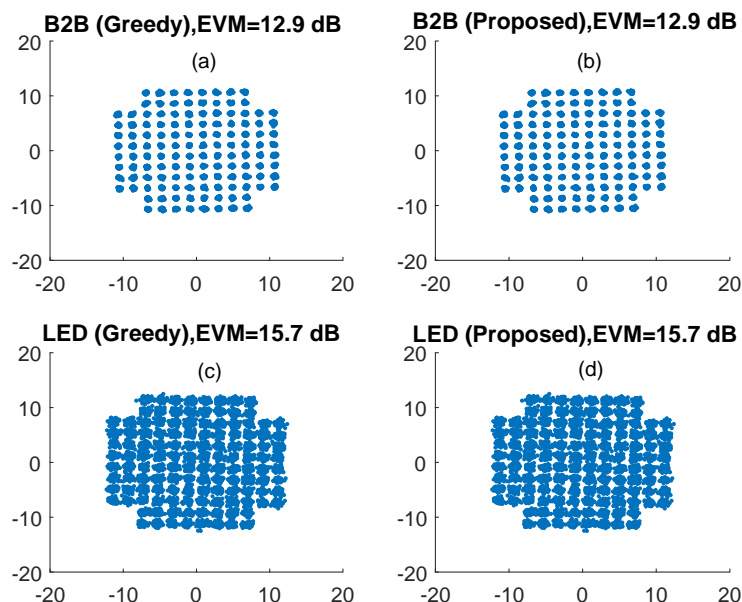 B2B (Greedy),EVM=12.9 dB
(a)
20
10
0
-10
-20
-20 -10 0 10 20
B2B (Proposed),EVM=12.9 dB
(b)
20
10
0
-10
-20
-20 -10 0 10 20
LED (Greedy),EVM=15.7 dB
(c)
20
10
0
-10
-20
-20 -10 0 10 20
LED (Proposed),EVM=15.7 dB
(d)
20
10
0
-10
-20
-20 -10 0 10 20